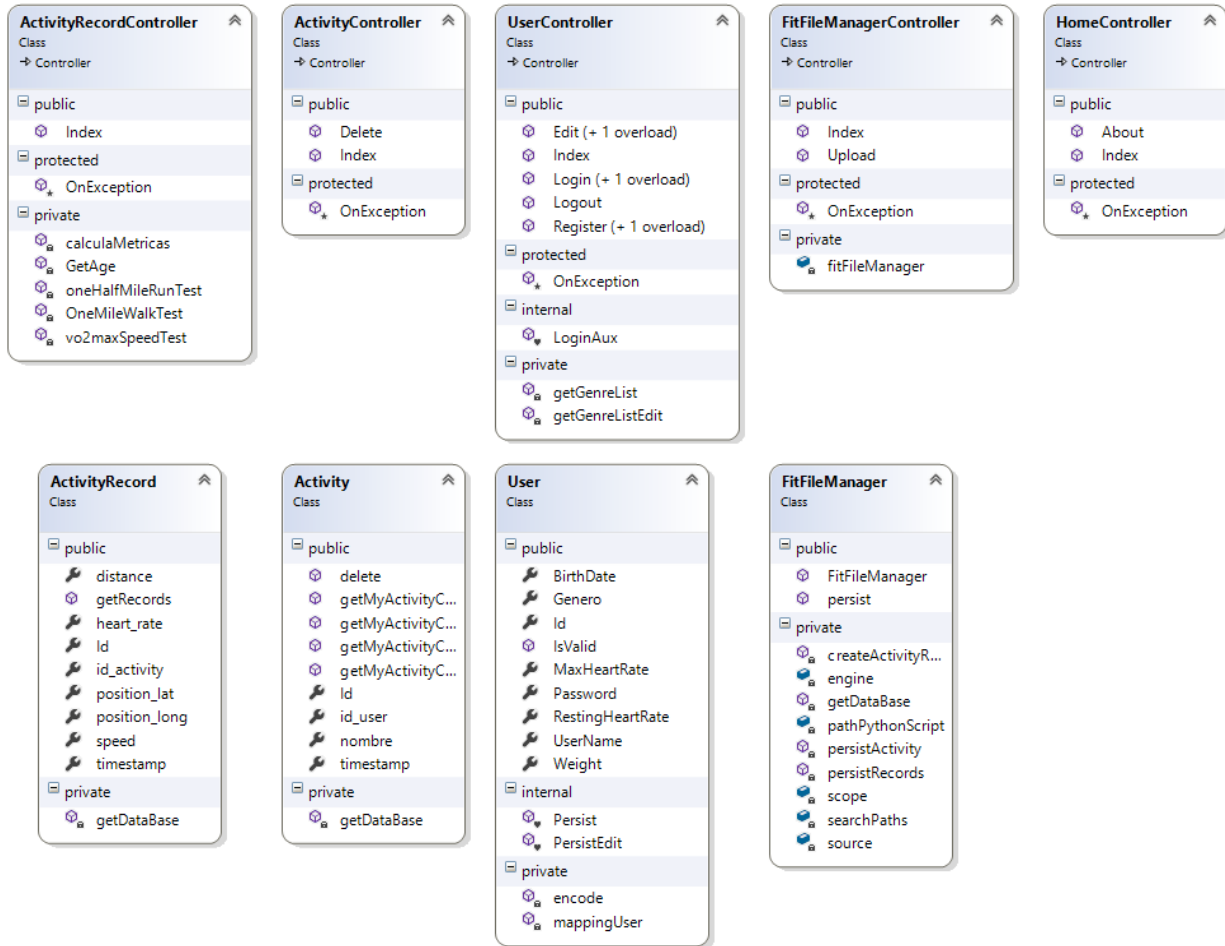 ActivityRecordController
Class
Controller
public
Index
protected
OnException
private
calculaMetricas
GetAge
oneHalfMileRunTest
OneMileWalkTest
vo2maxSpeedTest
ActivityController
Class
Controller
public
Delete
Index
protected
OnException
UserController
Class
Controller
public
Edit (+ 1 overload)
Index
Login (+ 1 overload)
Logout
Register (+ 1 overload)
protected
OnException
internal
LoginAux
private
getGenreList
getGenreListEdit
FitFileManagerController
Class
Controller
public
Index
Upload
protected
OnException
private
fitFileManager
HomeController
Class
Controller
public
About
Index
protected
OnException
ActivityRecord
Class
public
distance
getRecords
heart_rate
Id
id_activity
position_lat
position_long
speed
timestamp
private
getDataBase
Activity
Class
public
delete
getMyActivityC...
getMyActivityC...
getMyActivityC...
getMyActivityC...
Id
id_user
nombre
timestamp
private
getDataBase
User
Class
public
BirthDate
Genero
Id
IsValid
MaxHeartRate
Password
RestingHeartRate
UserName
Weight
internal
Persist
PersistEdit
private
encode
mappingUser
FitFileManager
Class
public
FitFileManager
persist
private
createActivityR...
engine
getDataBase
pathPythonScript
persistActivity
persistRecords
scope
searchPaths
source